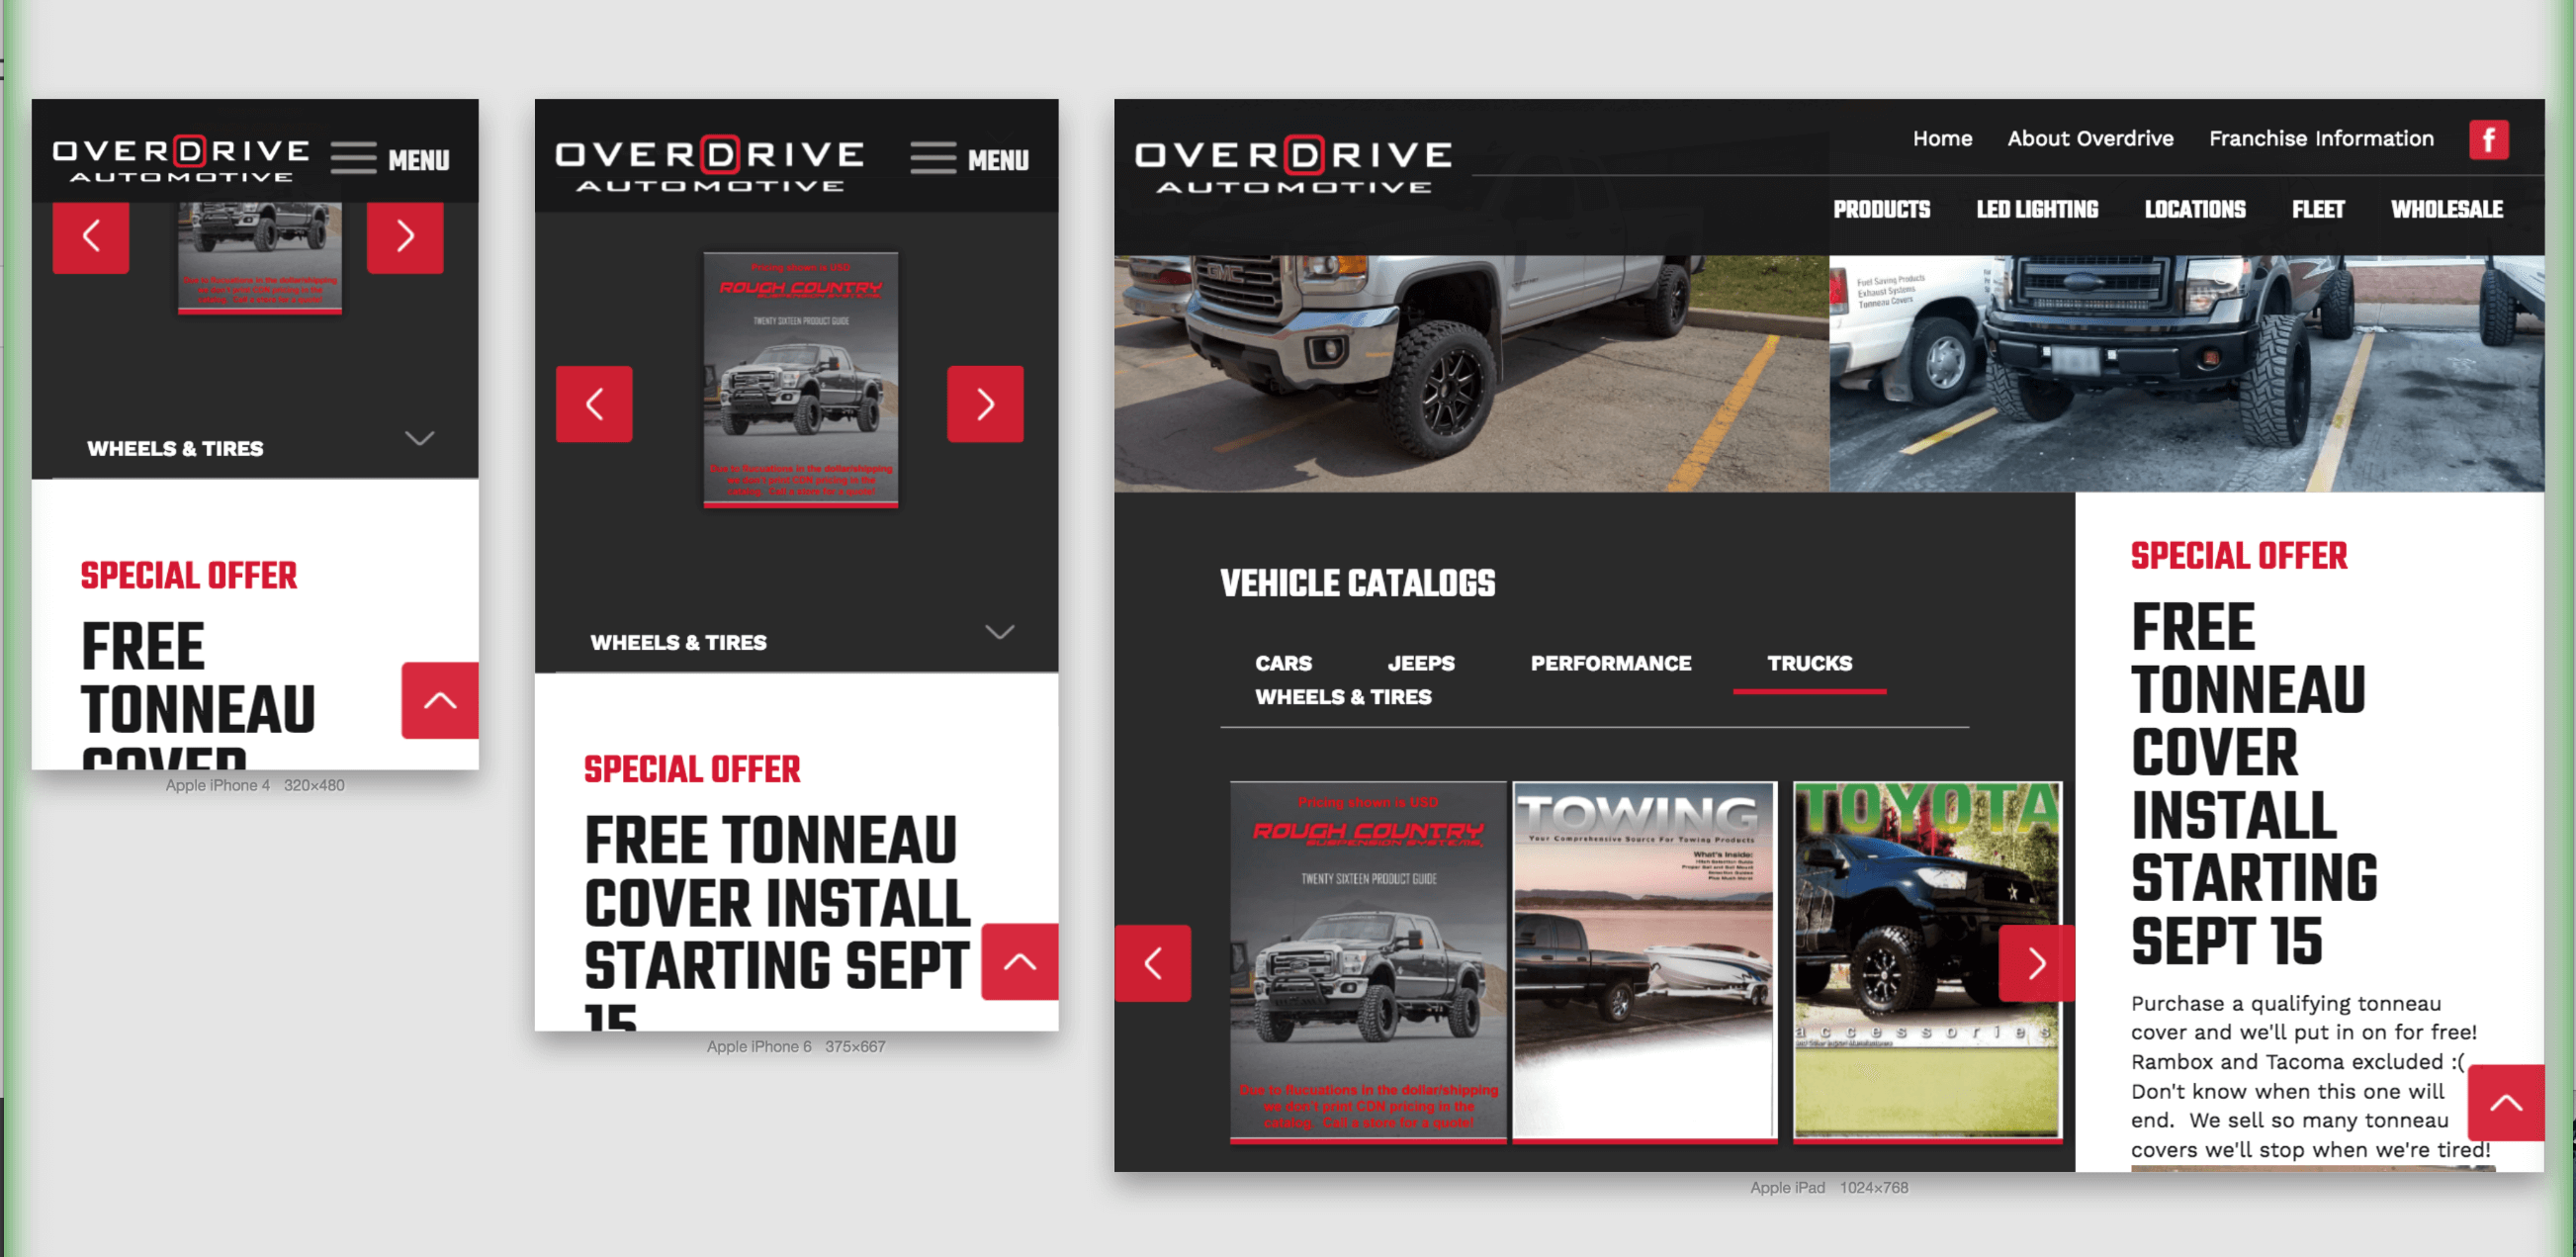 OVERDRIVE
AUTOMOTIVE
MENU
Due to flucuations in the dollar/shipping
we don't print CDN pricing in the
catalog. Call a store for a quote!
WHEELS & TIRES
SPECIAL OFFER
FREE
TONNEAU
COVER
Apple iPhone 4 320×480
OVERDRIVE
AUTOMOTIVE
MENU
Pricing shown is USD
ROUGH COUNTRY
SUSPENSION SYSTEMS
TWENTY SIXTEEN PRODUCT GUIDE
Due to flucuations in the dollar/shipping
we don't print CDN pricing in the
catalog. Call a store for a quote!
WHEELS & TIRES
SPECIAL OFFER
FREE TONNEAU
COVER INSTALL
STARTING SEPT
15
Apple iPhone 6 375×667
OVERDRIVE
AUTOMOTIVE
Home About Overdrive Franchise Information f
PRODUCTS LED LIGHTING LOCATIONS FLEET WHOLESALE
GMC
Fuel Saving Products
Exhaust Systems
Tonneau Covers
VEHICLE CATALOGS
CARS JEEPS PERFORMANCE TRUCKS
WHEELS & TIRES
Pricing shown is USD
ROUGH COUNTRY
SUSPENSION SYSTEMS
TWENTY SIXTEEN PRODUCT GUIDE
Due to flucuations in the dollar/shipping
we don't print CDN pricing in the
catalog. Call a store for a quote!
TOWING
Your Comprehensive Source For Towing Products
What's Inside:
TOYOTA
accessories
SPECIAL OFFER
FREE
TONNEAU
COVER
INSTALL
STARTING
SEPT 15
Purchase a qualifying tonneau
cover and we'll put in on for free!
Rambox and Tacoma excluded :(
Don't know when this one will
end. We sell so many tonneau
covers we'll stop when we're tired!
Apple iPad 1024×768